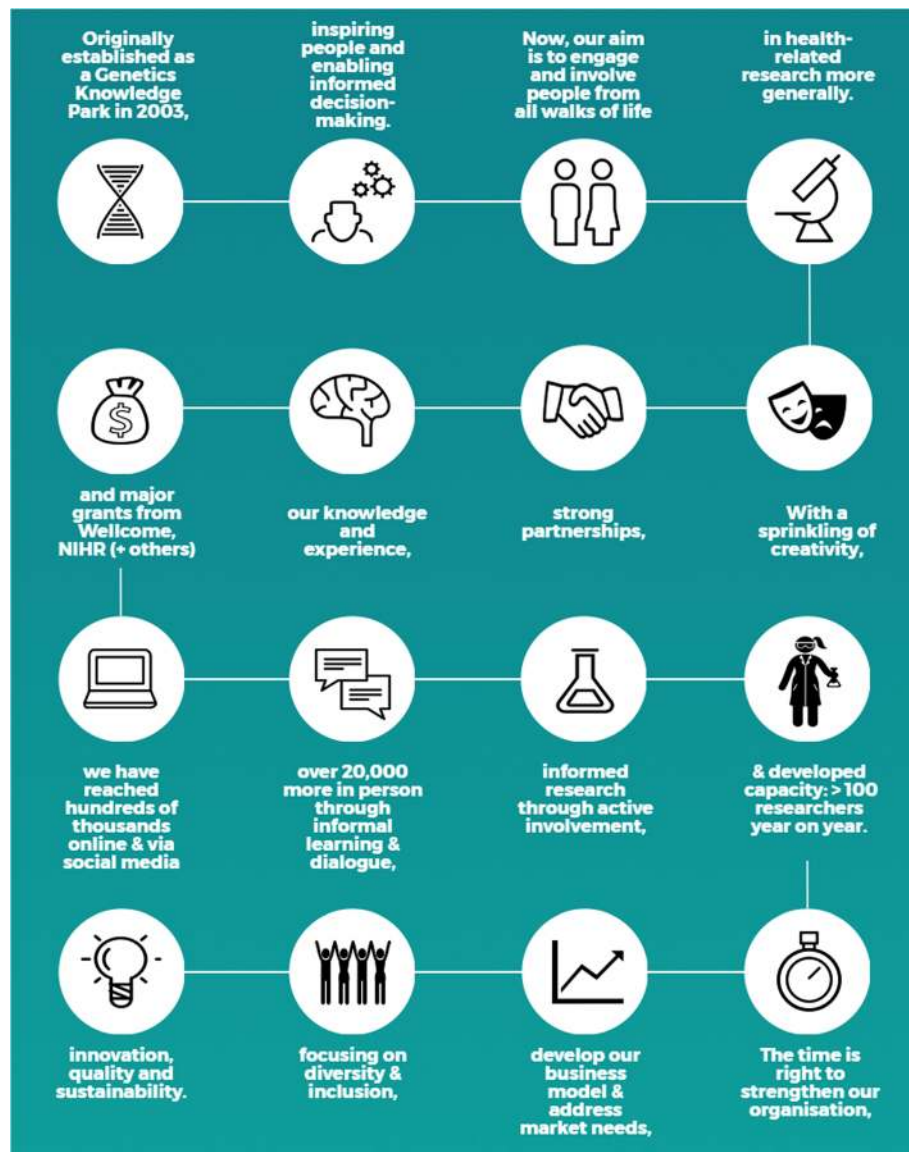 Originally
established as
a Genetics
Knowledge
Park in 2003,
inspiring
people and
enabling
informed
decision-
making.
Now, our aim
is to engage
and involve
people from
all walks of life
in health-
related
research more
generally.
With a
sprinkling of
creativity,
strong
partnerships,
our knowledge
and
experience,
and major
grants from
Wellcome,
NIHR (+ others)
$
we have
reached
hundreds of
thousands
online & via
social media
over 20,000
more in person
through
informal
learning &
dialogue,
informed
research
through active
involvement,
& developed
capacity: > 100
researchers
year on year.
The time is
right to
strengthen our
organisation,
develop our
business
model &
address
market needs,
focusing on
diversity &
inclusion,
innovation,
quality and
sustainability.